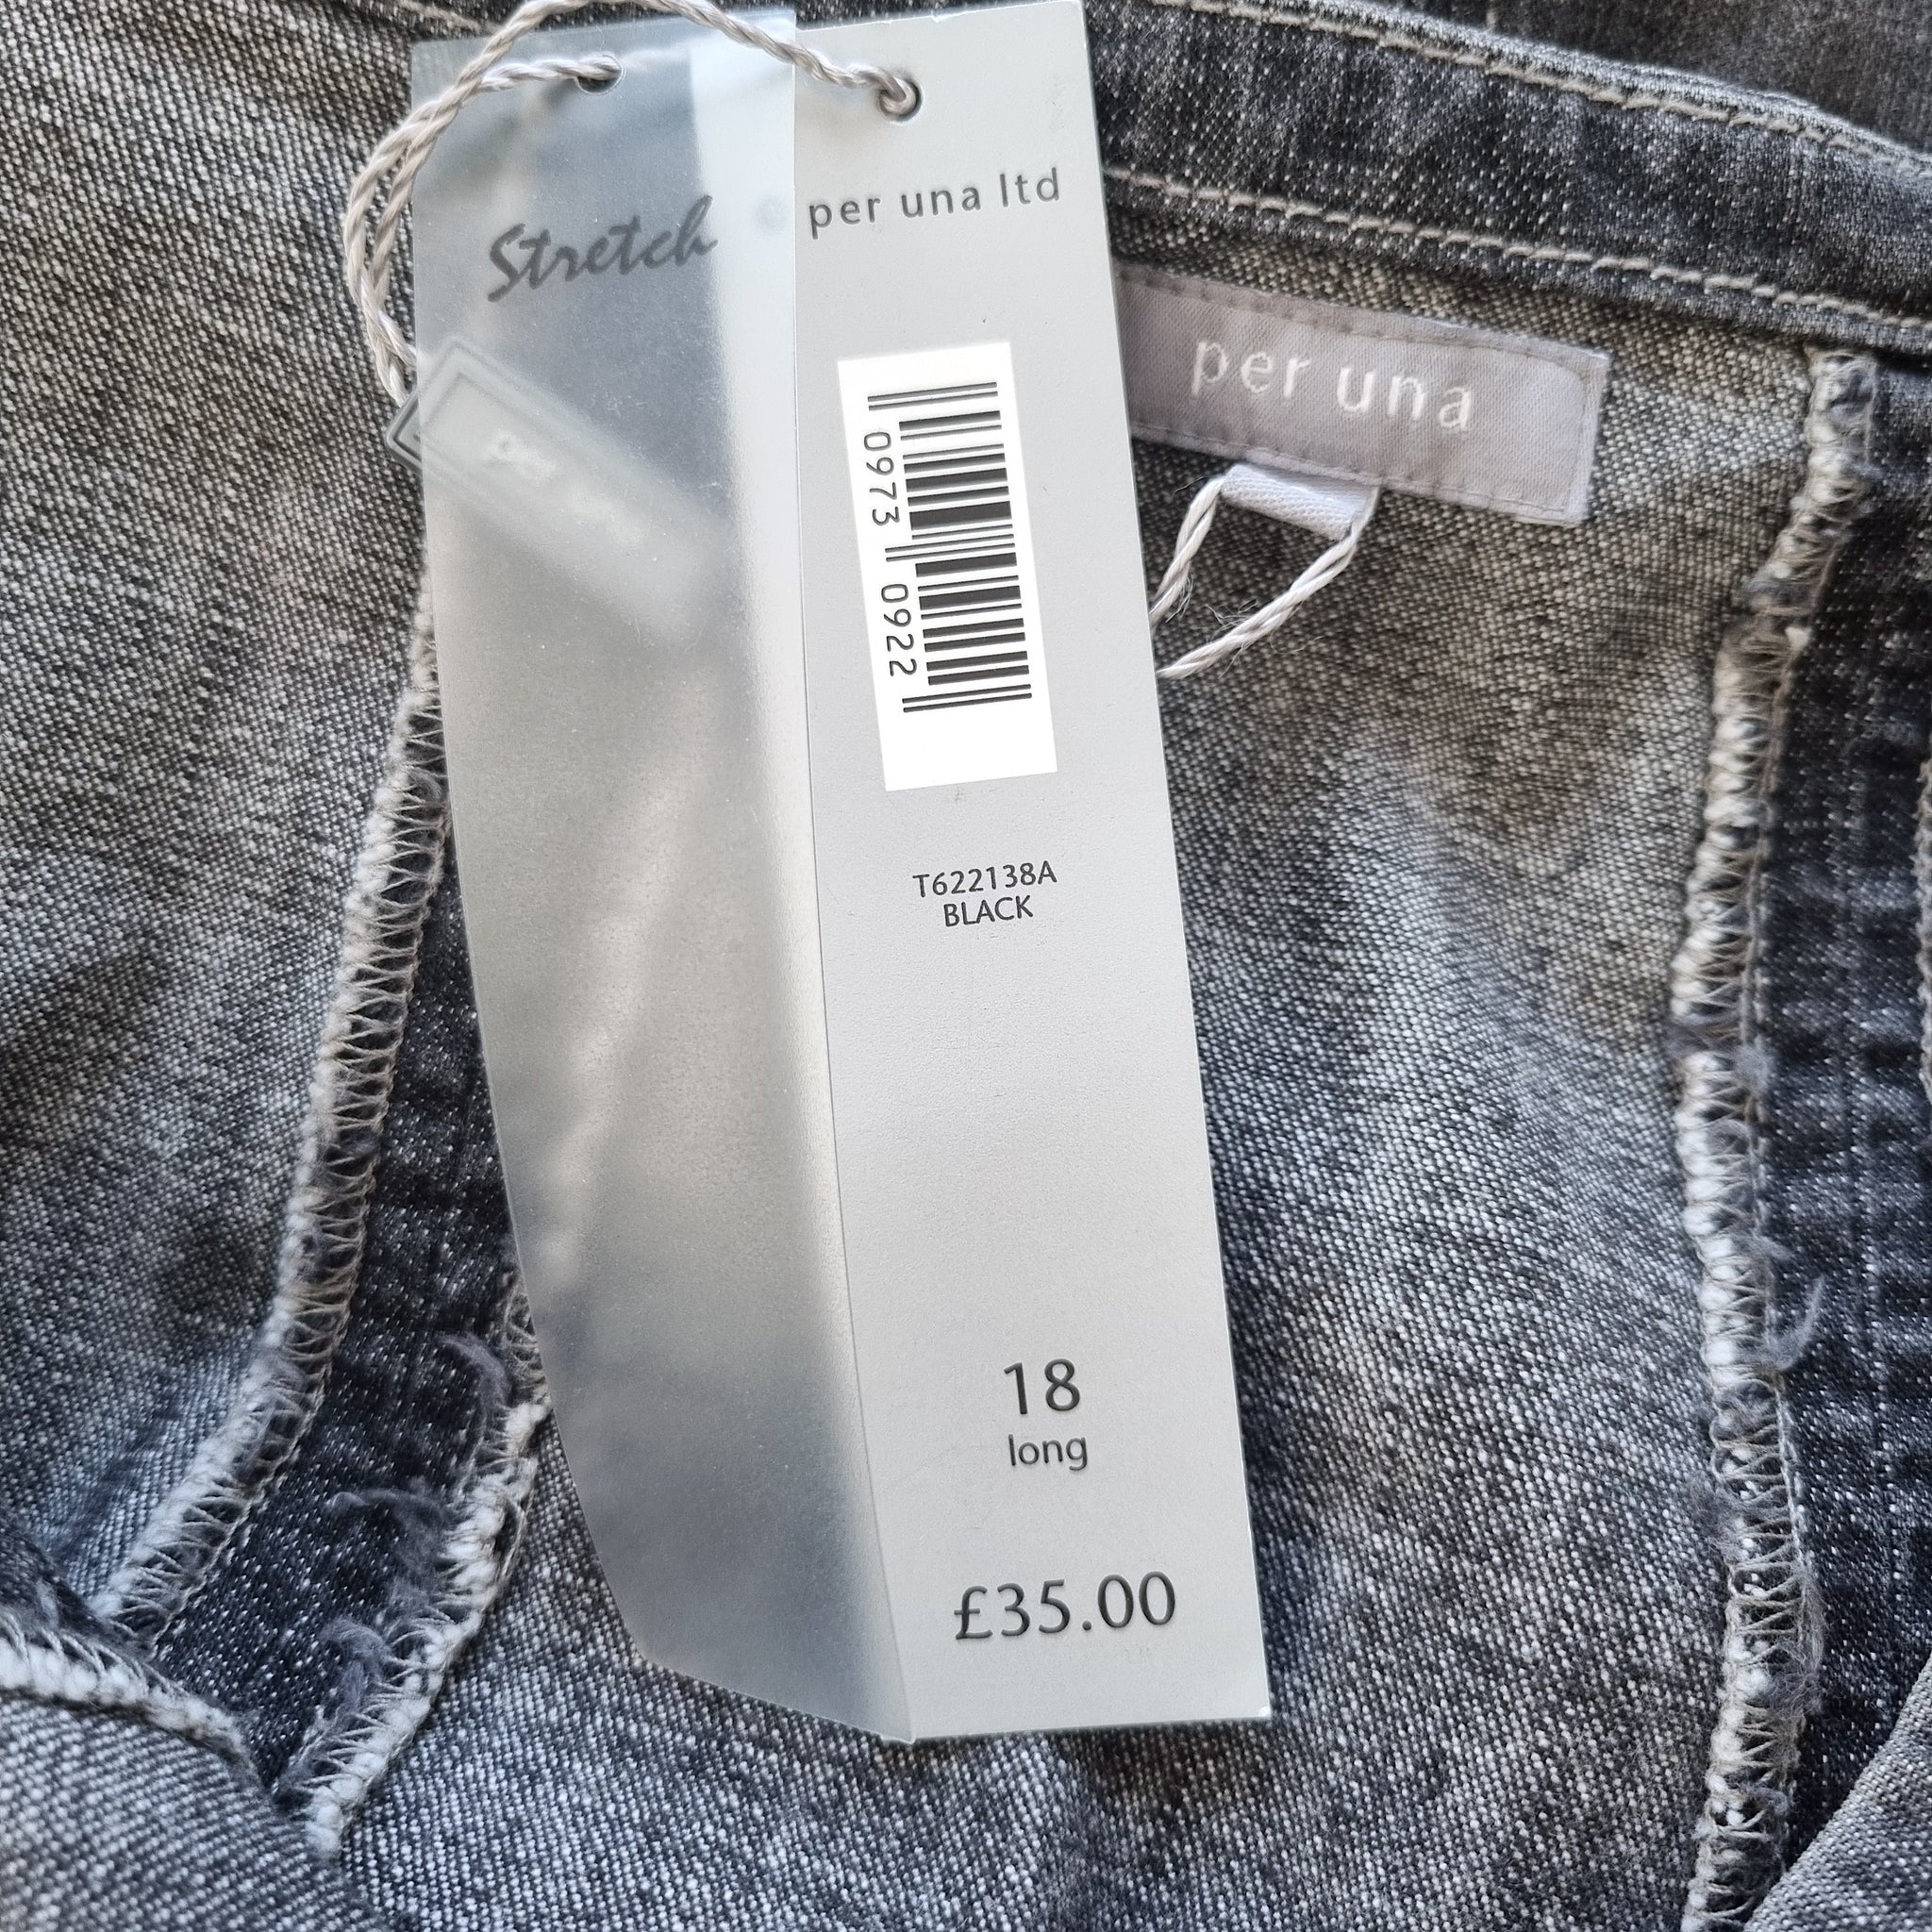 Stretch
per una ltd
per una
0973 0922
T622138A
BLACK
18
long
£35.00